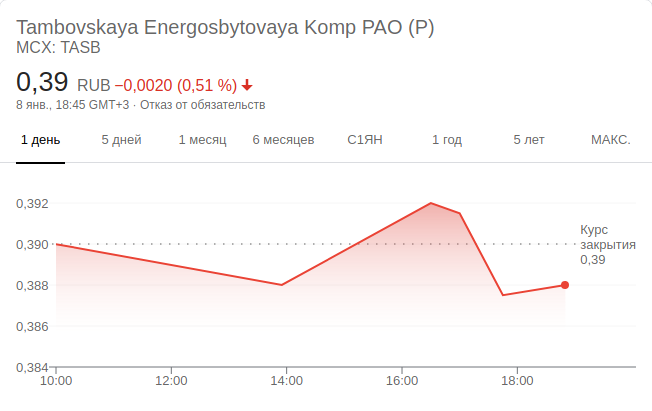 Tambovskaya Energosbytovaya Komp PAO (P)
MCX: TASB
0,39 RUB −0,0020 (0,51 %)
8 янв., 18:45 GMT+3 · Отказ от обязательств
1 день 5 дней 1 месяц 6 месяцев С1ЯН 1 год 5 лет МАКС.
0,392
Курс
0,390 закрытия
0,39
0,388
0,386
0,384
10:00 12:00 14:00 16:00 18:00